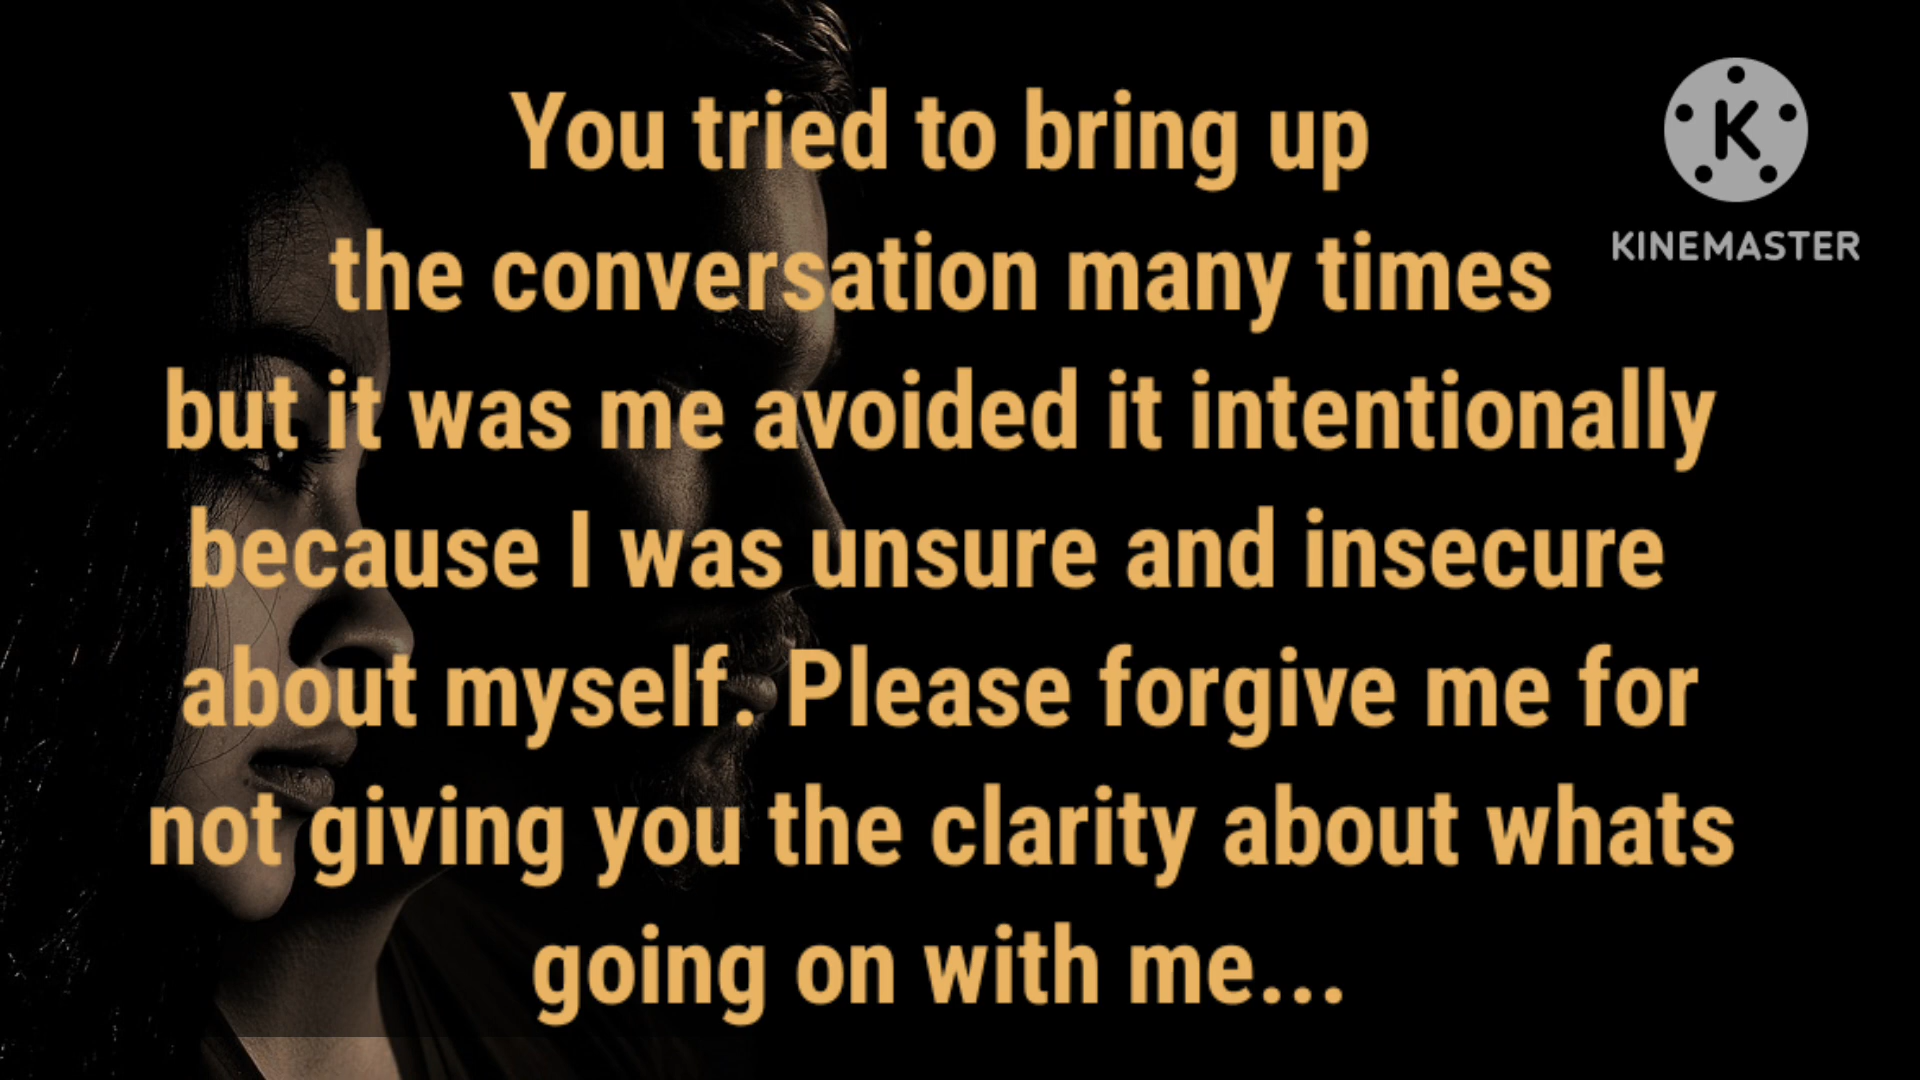 You tried to bring up
the conversation many times
but it was me avoided it intentionally
because I was unsure and insecure
about myself. Please forgive me for
not giving you the clarity about whats
going on with me...
K
KINEMASTER